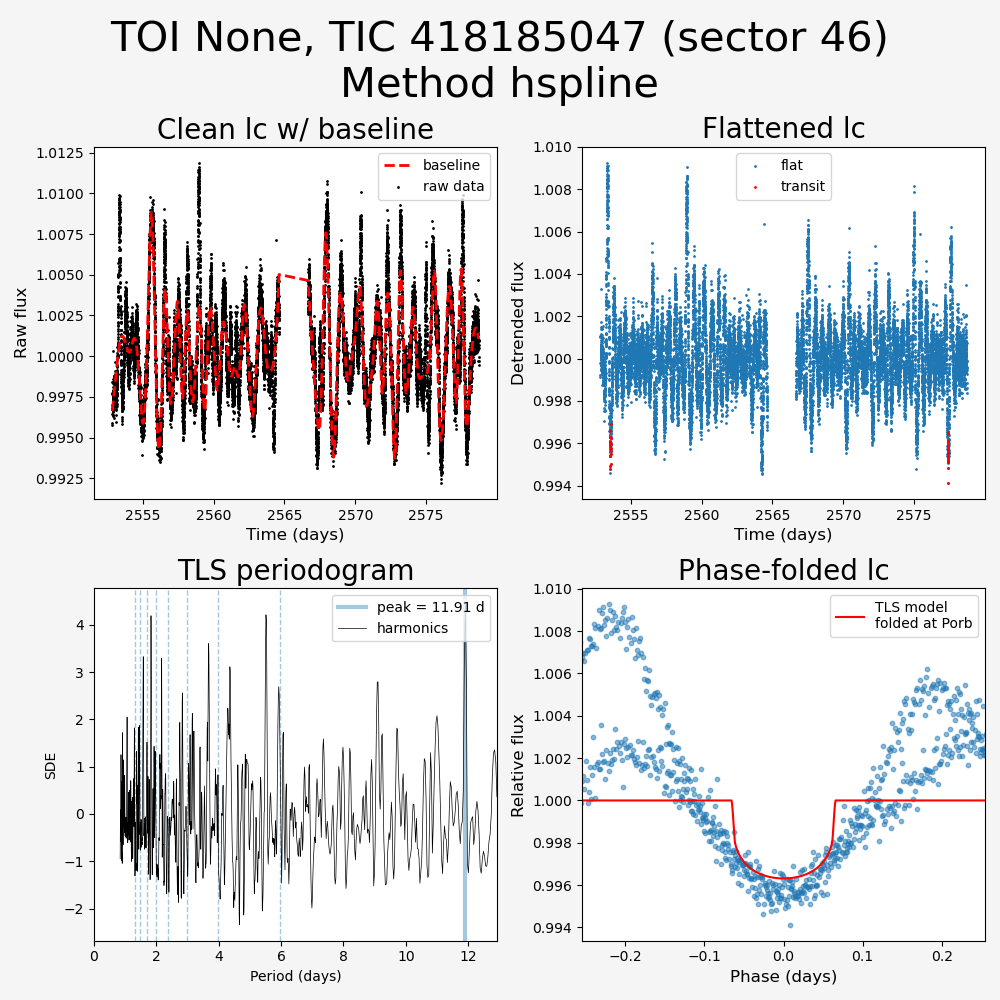 TOI None, TIC 418185047 (sector 46)
Method hspline
Clean lc w/ baseline
1.0125
1.0100
1.0075
1.0050
1.0025
1.0000
0.9975
0.9950
0.9925
Raw flux
baseline
raw data
2555
2560
2565
2570
2575
Time (days)
Flattened lc
1.010
1.008
1.006
1.004
1.002
1.000
0.998
0.996
0.994
Detrended flux
flat
transit
2555
2560
2565
2570
2575
Time (days)
TLS periodogram
4
3
2
1
0
−1
−2
SDE
peak = 11.91 d
harmonics
0
2
4
6
8
10
12
Period (days)
Phase-folded lc
1.010
1.008
1.006
1.004
1.002
1.000
0.998
0.996
0.994
Relative flux
TLS model
folded at Porb
−0.2
−0.1
0.0
0.1
0.2
Phase (days)